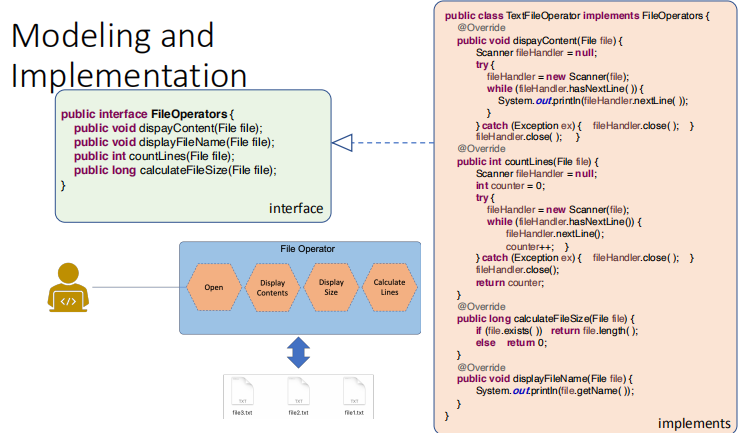 Modeling and
Implementation
public interface FileOperators {
public void dispayContent(File file);
public void displayFileName(File file);
public int countLines(File file);
public long calculateFileSize(File file);
}
interface
File Operator
Open
Display
Contents
Display
Size
Calculate
Lines
</>
TXT
TXT
TXT
file3.txt
file2.txt
file1.txt
public class TextFileOperator implements FileOperators {
@Override
public void dispayContent(File file) {
Scanner fileHandler = null;
try {
fileHandler = new Scanner(file);
while (fileHandler.hasNextLine( )) {
System.out.println(fileHandler.nextLine( ));
}
} catch (Exception ex) { fileHandler.close( ); }
fileHandler.close( ); }
@Override
public int countLines(File file) {
Scanner fileHandler = null;
int counter = 0;
try {
fileHandler = new Scanner(file);
while (fileHandler.hasNextLine()) {
fileHandler.nextLine();
counter++; }
} catch (Exception ex) { fileHandler.close( ); }
fileHandler.close();
return counter;
}
@Override
public long calculateFileSize(File file) {
if (file.exists( )) return file.length( );
else return 0;
}
@Override
public void displayFileName(File file) {
System.out.println(file.getName( ));
}
}
implements